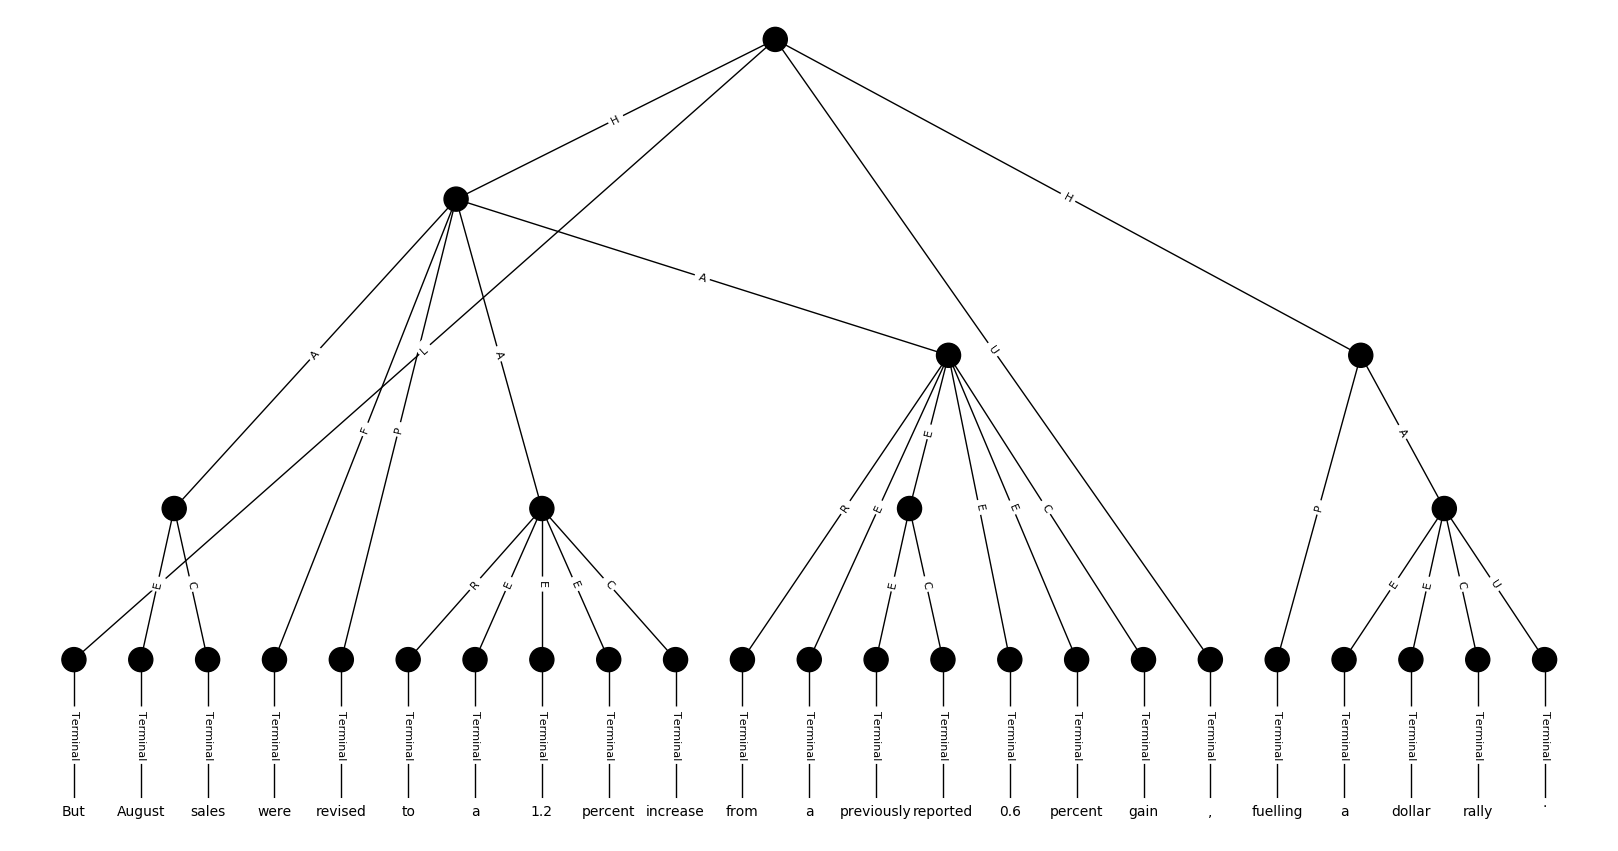 H
H
A
A
L
U
A
F
P
A
E
A
R
E
E
E
C
P
E
C
R
E
E
E
C
E
C
E
E
C
U
Terminal Terminal Terminal Terminal Terminal Terminal Terminal Terminal Terminal Terminal Terminal Terminal Terminal Terminal Terminal Terminal Terminal Terminal Terminal Terminal Terminal Terminal Terminal
But August sales were revised to a 1.2 percent increase from a previously reported 0.6 percent gain , fuelling a dollar rally .